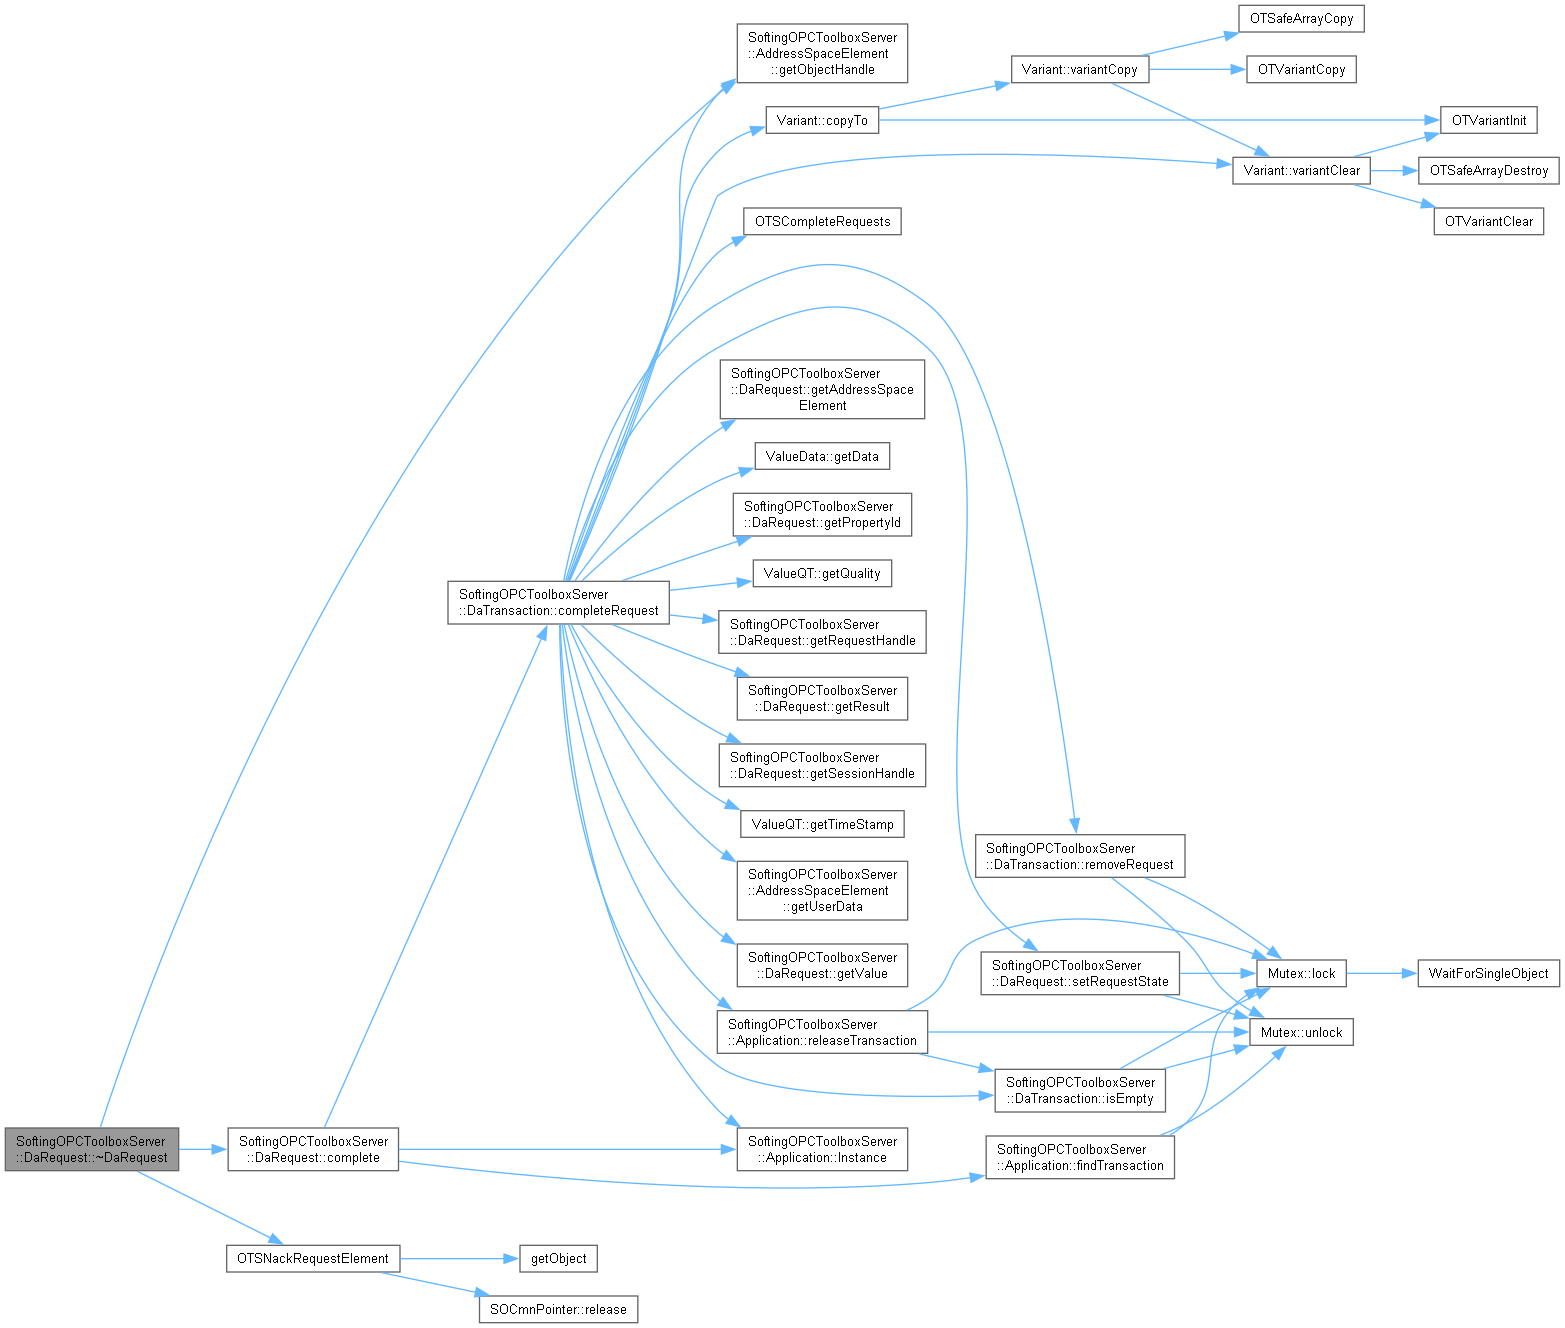 OTSafeArrayCopy
SoftingOPCToolboxServer
::AddressSpaceElement
::getObjectHandle
Variant::variantCopy
OTVariantCopy
Variant::copyTo
OTVariantInit
Variant::variantClear
OTSafeArrayDestroy
OTSCompleteRequests
OTVariantClear
SoftingOPCToolboxServer
::DaRequest::getAddressSpace
Element
ValueData::getData
SoftingOPCToolboxServer
::DaRequest::getPropertyId
ValueQT::getQuality
SoftingOPCToolboxServer
::DaTransaction::completeRequest
SoftingOPCToolboxServer
::DaRequest::getRequestHandle
SoftingOPCToolboxServer
::DaRequest::getResult
SoftingOPCToolboxServer
::DaRequest::getSessionHandle
ValueQT::getTimeStamp
SoftingOPCToolboxServer
::DaTransaction::removeRequest
SoftingOPCToolboxServer
::AddressSpaceElement
::getUserData
SoftingOPCToolboxServer
::DaRequest::getValue
SoftingOPCToolboxServer
::DaRequest::setRequestState
Mutex::lock
WaitForSingleObject
SoftingOPCToolboxServer
::Application::releaseTransaction
Mutex::unlock
SoftingOPCToolboxServer
::DaTransaction::isEmpty
SoftingOPCToolboxServer
::DaRequest::~DaRequest
SoftingOPCToolboxServer
::DaRequest::complete
SoftingOPCToolboxServer
::Application::Instance
SoftingOPCToolboxServer
::Application::findTransaction
OTSNackRequestElement
getObject
SOCmnPointer::release